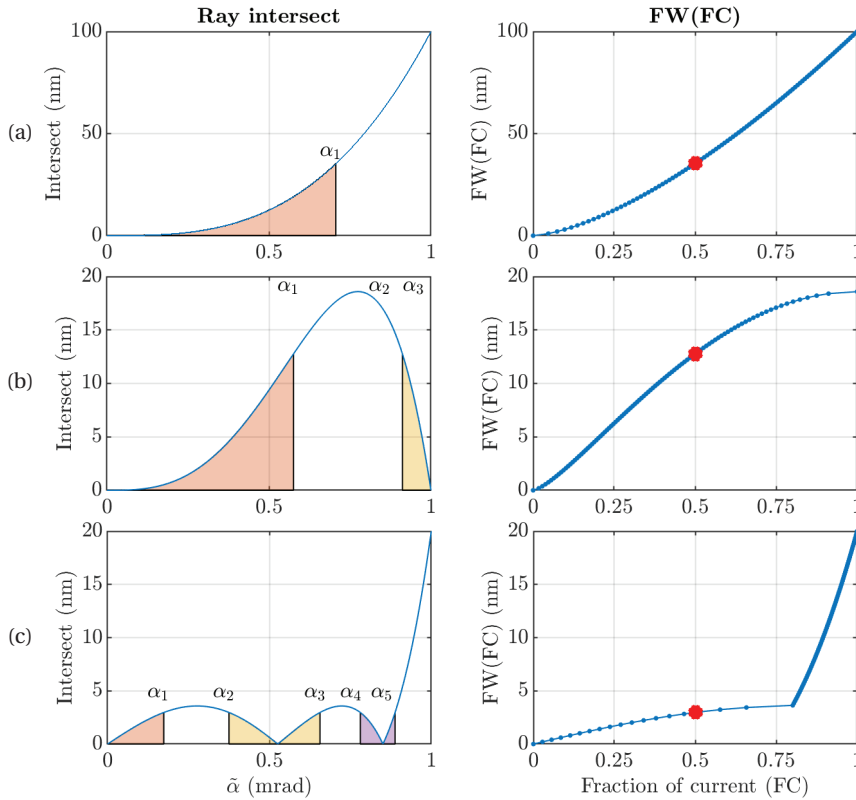 Ray intersect FW(FC)
(a)
Intersect (nm)
100
50
0
0 0.5 1
α₁
FW(FC) (nm)
100
50
0
0 0.25 0.5 0.75 1
(b)
Intersect (nm)
20
15
10
5
0
0 0.5 1
α₁ α₂ α₃
FW(FC) (nm)
20
15
10
5
0
0 0.25 0.5 0.75 1
(c)
Intersect (nm)
20
15
10
5
0
α₁ α₂ α₃ α₄ α₅
0 0.5 1
α̃ (mrad)
FW(FC) (nm)
20
15
10
5
0
0 0.25 0.5 0.75 1
Fraction of current (FC)